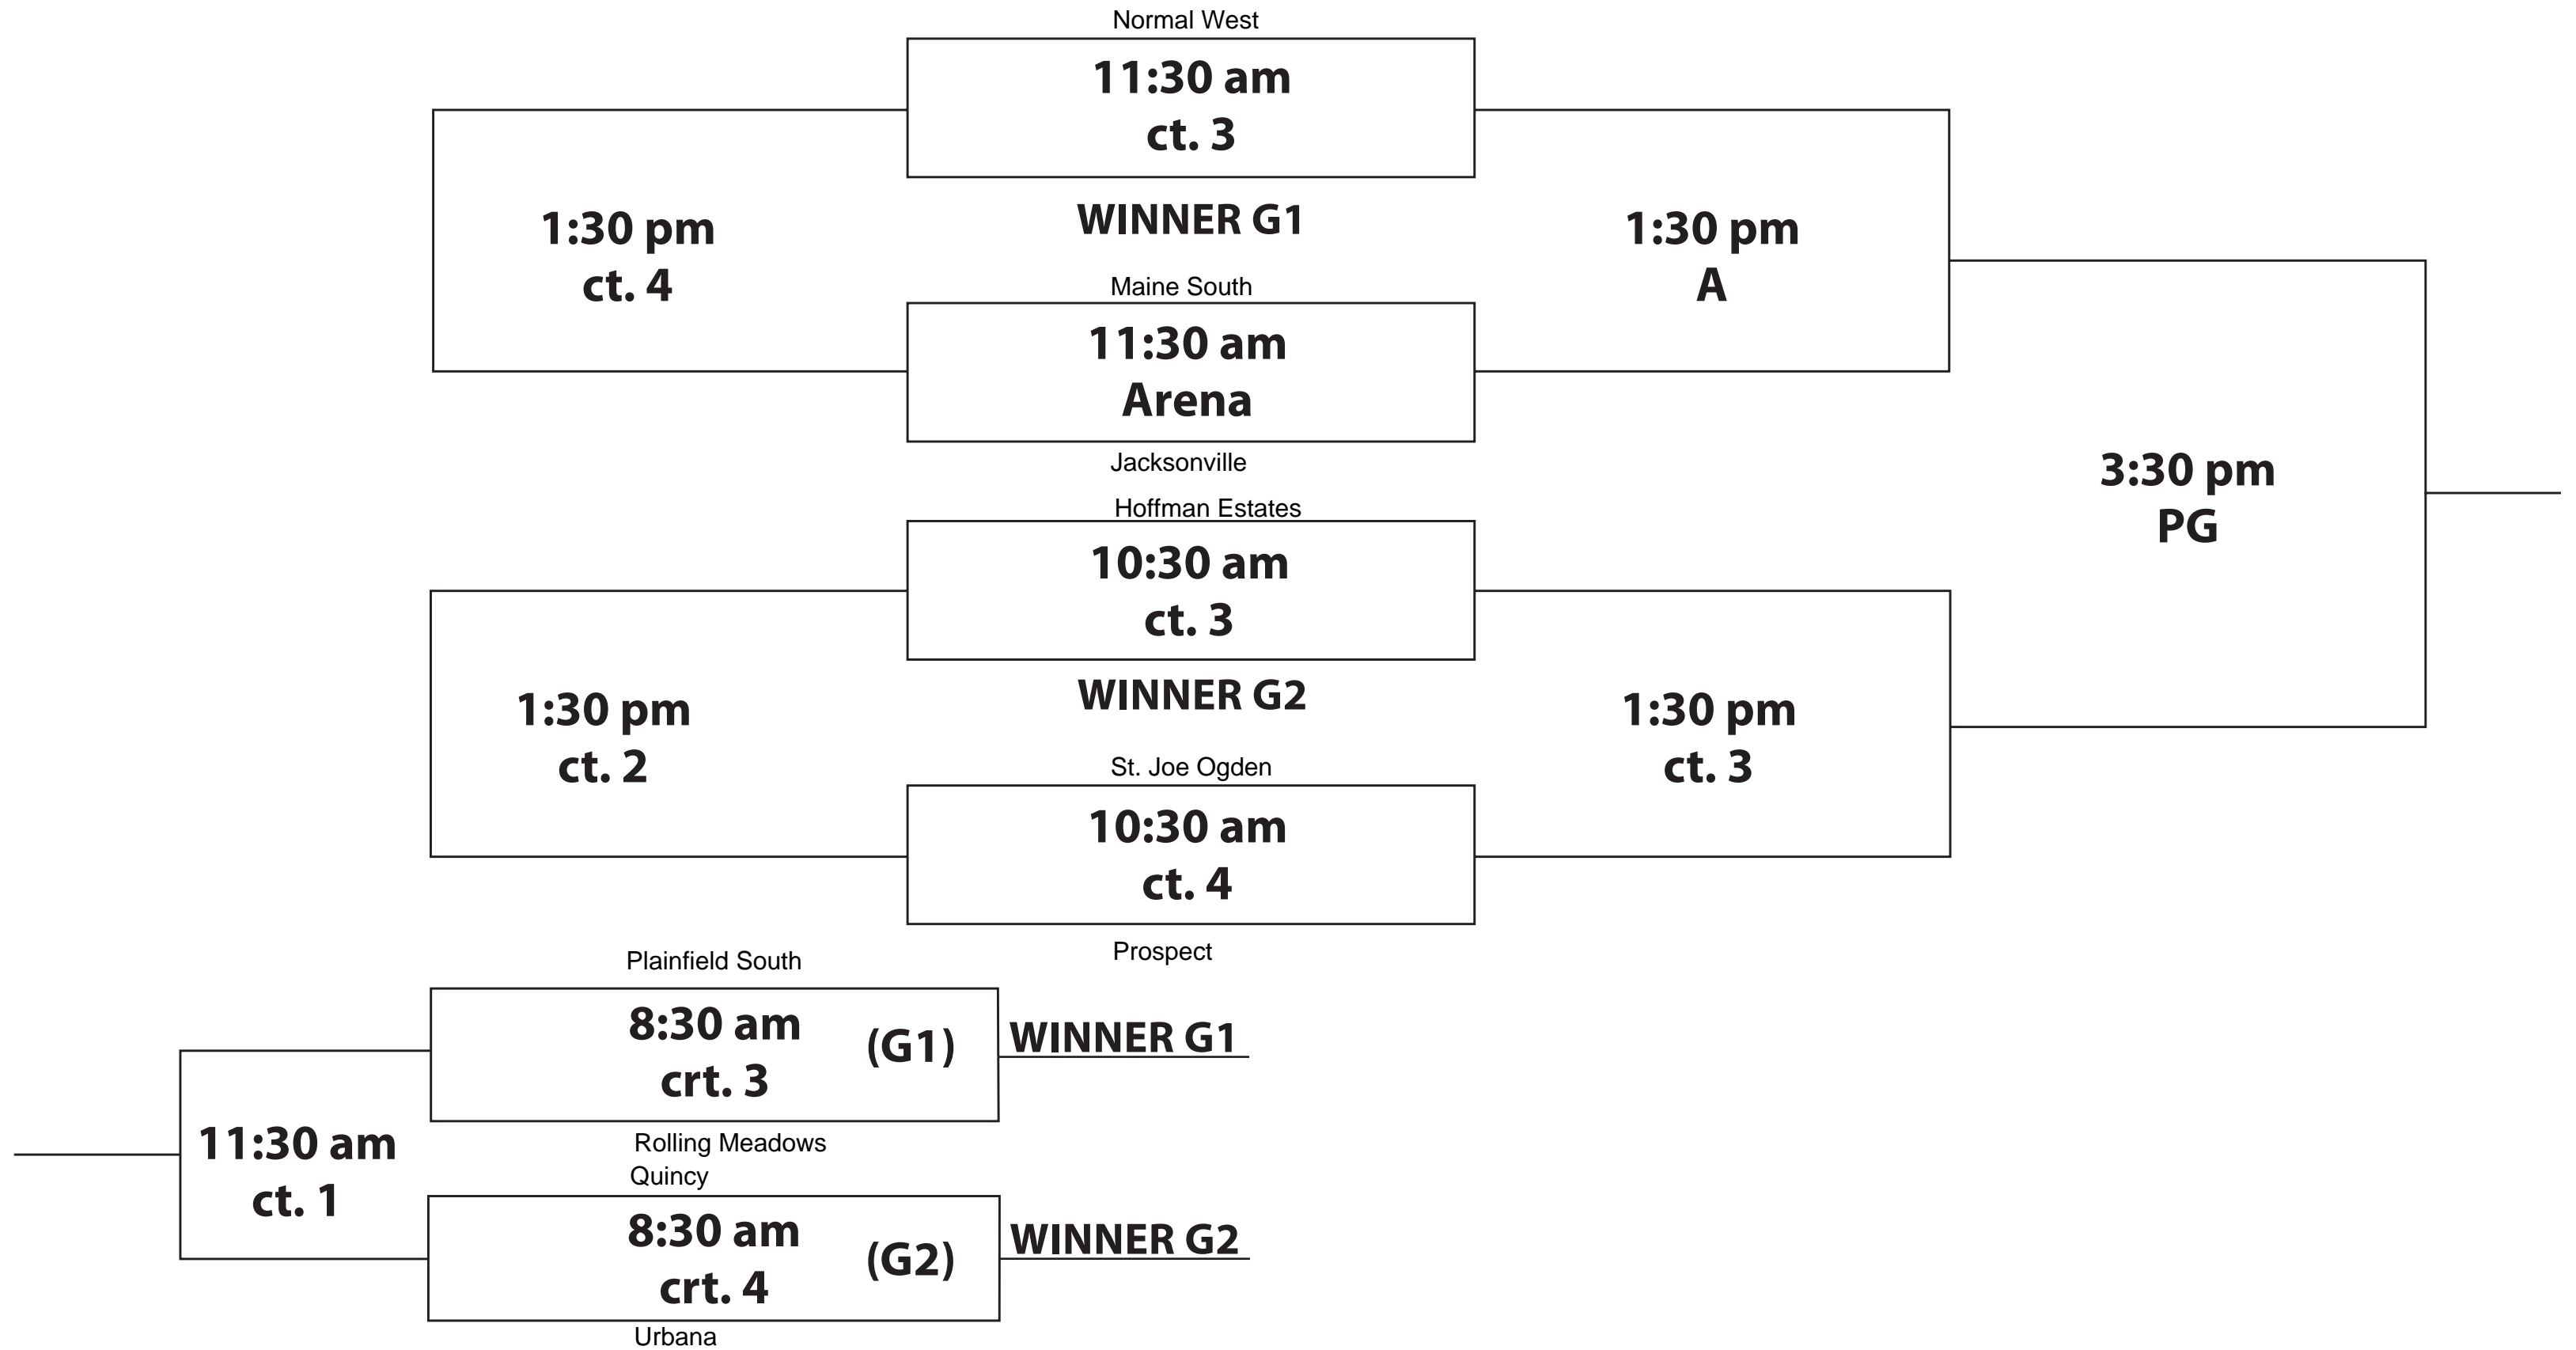 Normal West
11:30 am
ct. 3
WINNER G1
1:30 pm
ct. 4
1:30 pm
A
Maine South
11:30 am
Arena
Jacksonville
3:30 pm
PG
Hoffman Estates
10:30 am
ct. 3
WINNER G2
1:30 pm
ct. 2
1:30 pm
ct. 3
St. Joe Ogden
10:30 am
ct. 4
Prospect
Plainfield South
8:30 am
crt. 3
(G1)
WINNER G1
Rolling Meadows
11:30 am
ct. 1
Quincy
8:30 am
crt. 4
(G2)
WINNER G2
Urbana